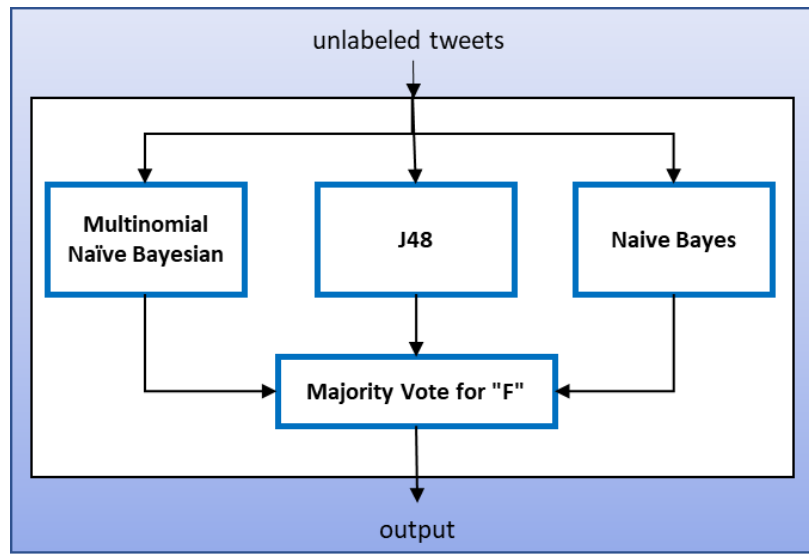 unlabeled tweets
Multinomial
Naïve Bayesian
J48
Naive Bayes
Majority Vote for "F"
output